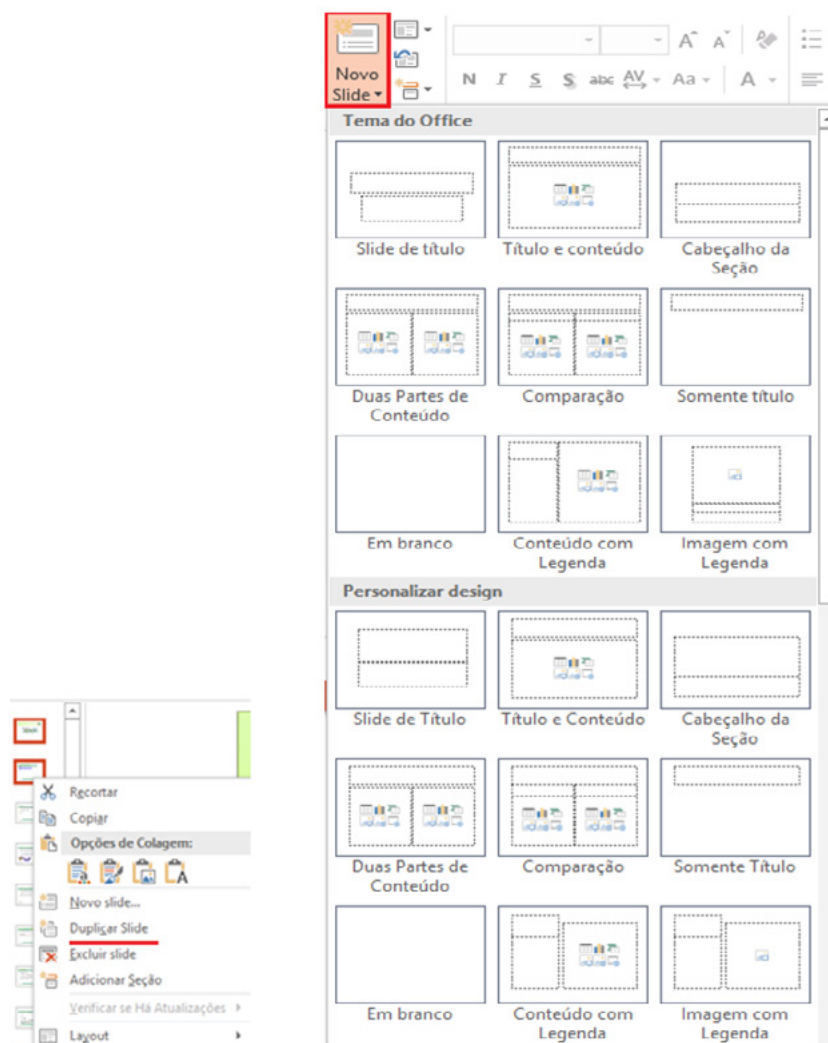 Novo
Slide
N I S S abc AV Aa A
A A
Tema do Office
Slide de título
Título e conteúdo
Cabeçalho da
Seção
Duas Partes de
Conteúdo
Comparação
Somente título
Em branco
Conteúdo com
Legenda
Imagem com
Legenda
Personalizar design
Slide de Título
Título e Conteúdo
Cabeçalho da
Seção
Duas Partes de
Conteúdo
Comparação
Somente Título
Em branco
Conteúdo com
Legenda
Imagem com
Legenda
Recortar
Copiar
Opções de Colagem:
A
Novo slide...
Duplicar Slide
Excluir slide
Adicionar Seção
Verificar se Há Atualizações
Layout